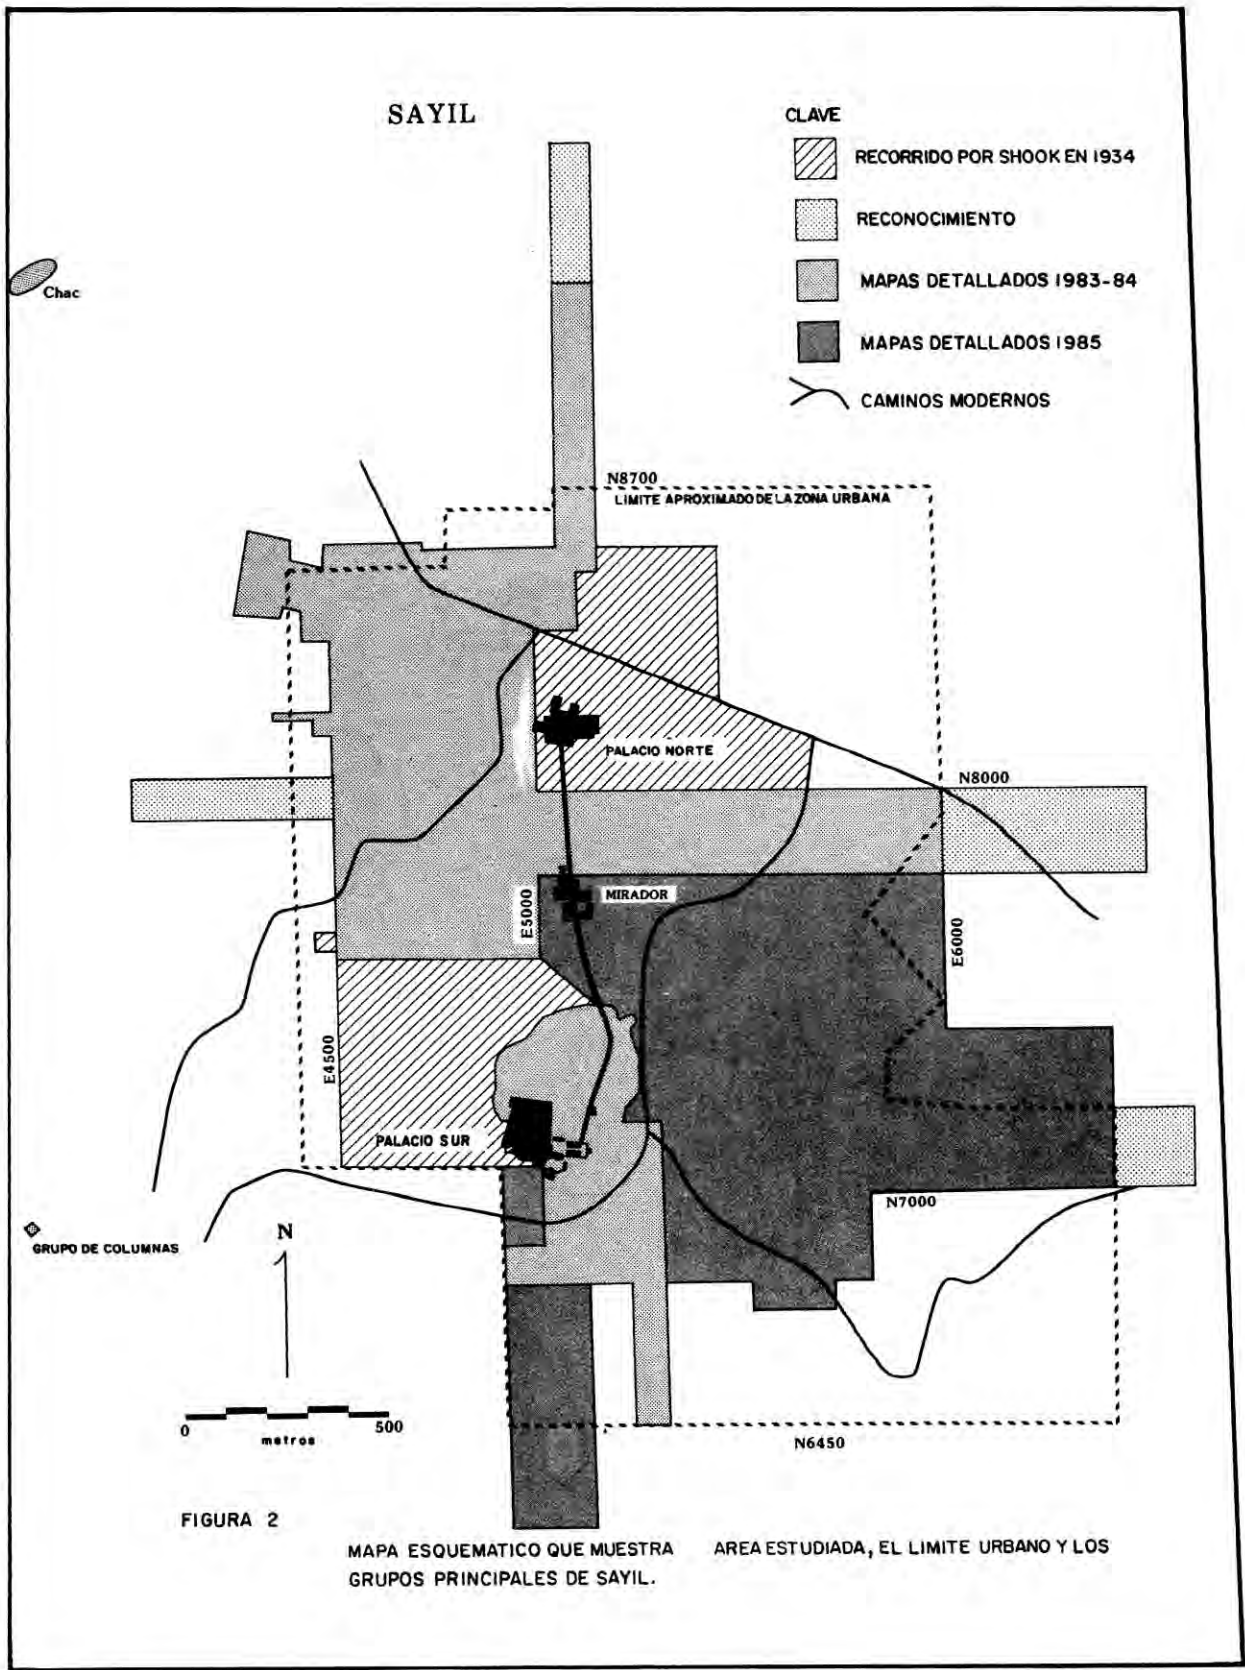 SAYIL
CLAVE
RECORRIDO POR SHOOK EN 1934
RECONOCIMIENTO
MAPAS DETALLADOS 1983-84
MAPAS DETALLADOS 1985
CAMINOS MODERNOS
Chac
N8700
LIMITE APROXIMADO DE LA ZONA URBANA
PALACIO NORTE
N8000
MIRADOR
E5000
E6000
E4500
PALACIO SUR
N7000
GRUPO DE COLUMNAS
N
0 500
metros
N6450
FIGURA 2
MAPA ESQUEMATICO QUE MUESTRA AREA ESTUDIADA, EL LIMITE URBANO Y LOS
GRUPOS PRINCIPALES DE SAYIL.